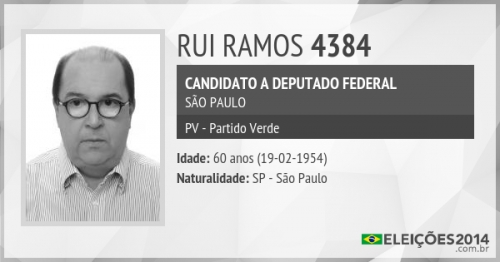 RUI RAMOS 4384
CANDIDATO A DEPUTADO FEDERAL
SÃO PAULO
PV - Partido Verde
Idade: 60 anos (19-02-1954)
Naturalidade: SP - São Paulo
ELEIÇÕES2014
.com.br